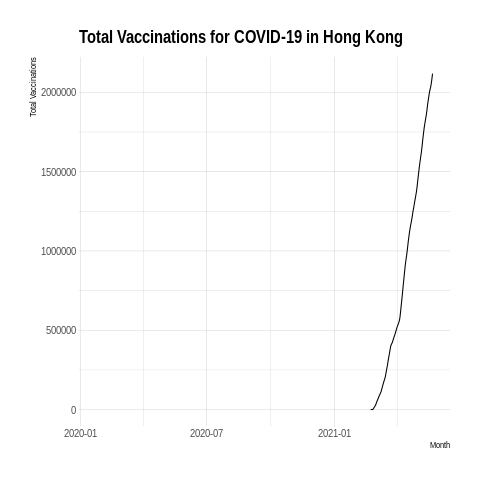 Total Vaccinations for COVID-19 in Hong Kong
Total Vaccinations
2000000
1500000
1000000
500000
0
2020-01 2020-07 2021-01
Month